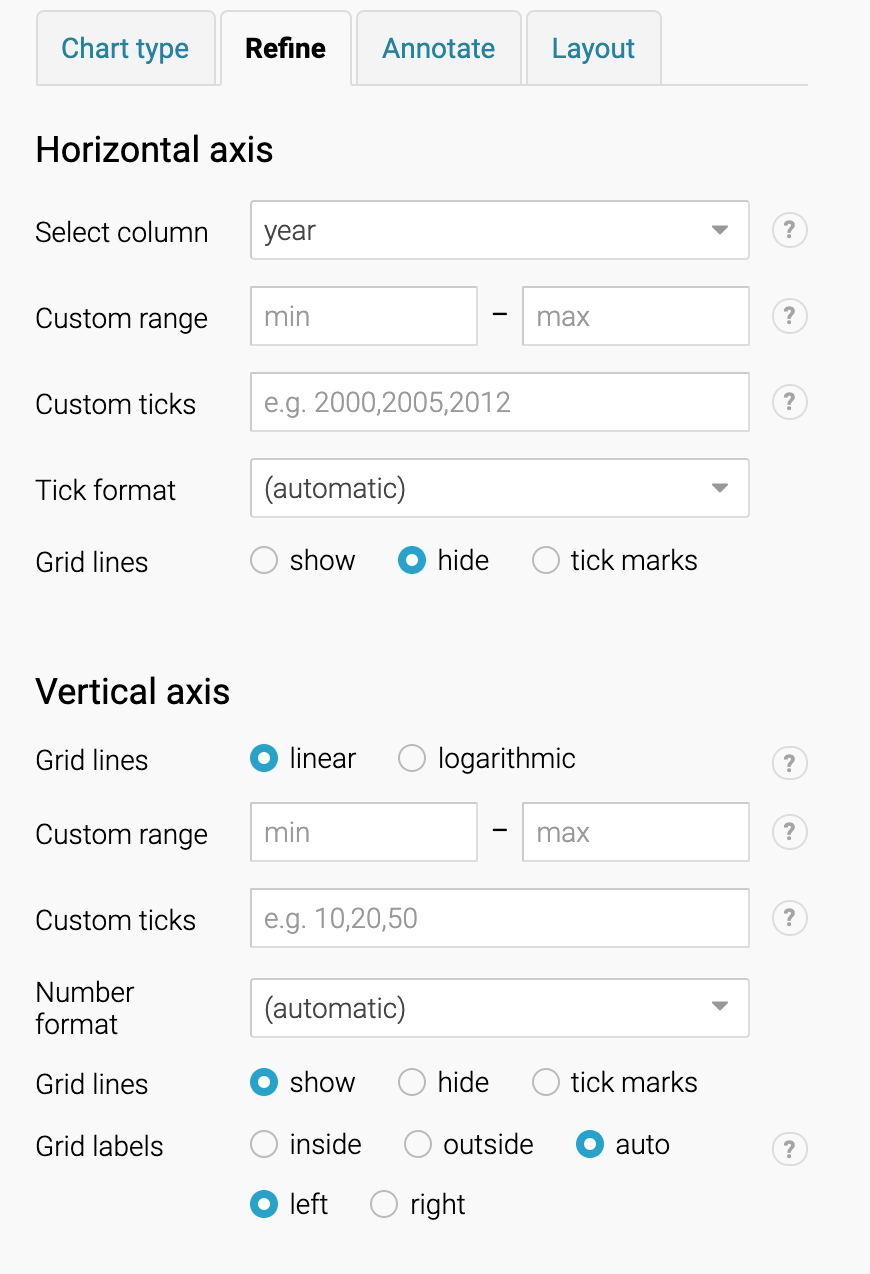 Chart type Refine Annotate Layout
Horizontal axis
Select column year ?
Custom range min – max ?
Custom ticks e.g. 2000,2005,2012 ?
Tick format (automatic)
Grid lines show hide tick marks
Vertical axis
Grid lines linear logarithmic ?
Custom range min – max ?
Custom ticks e.g. 10,20,50 ?
Number
format (automatic)
Grid lines show hide tick marks
Grid labels inside outside auto ?
left right